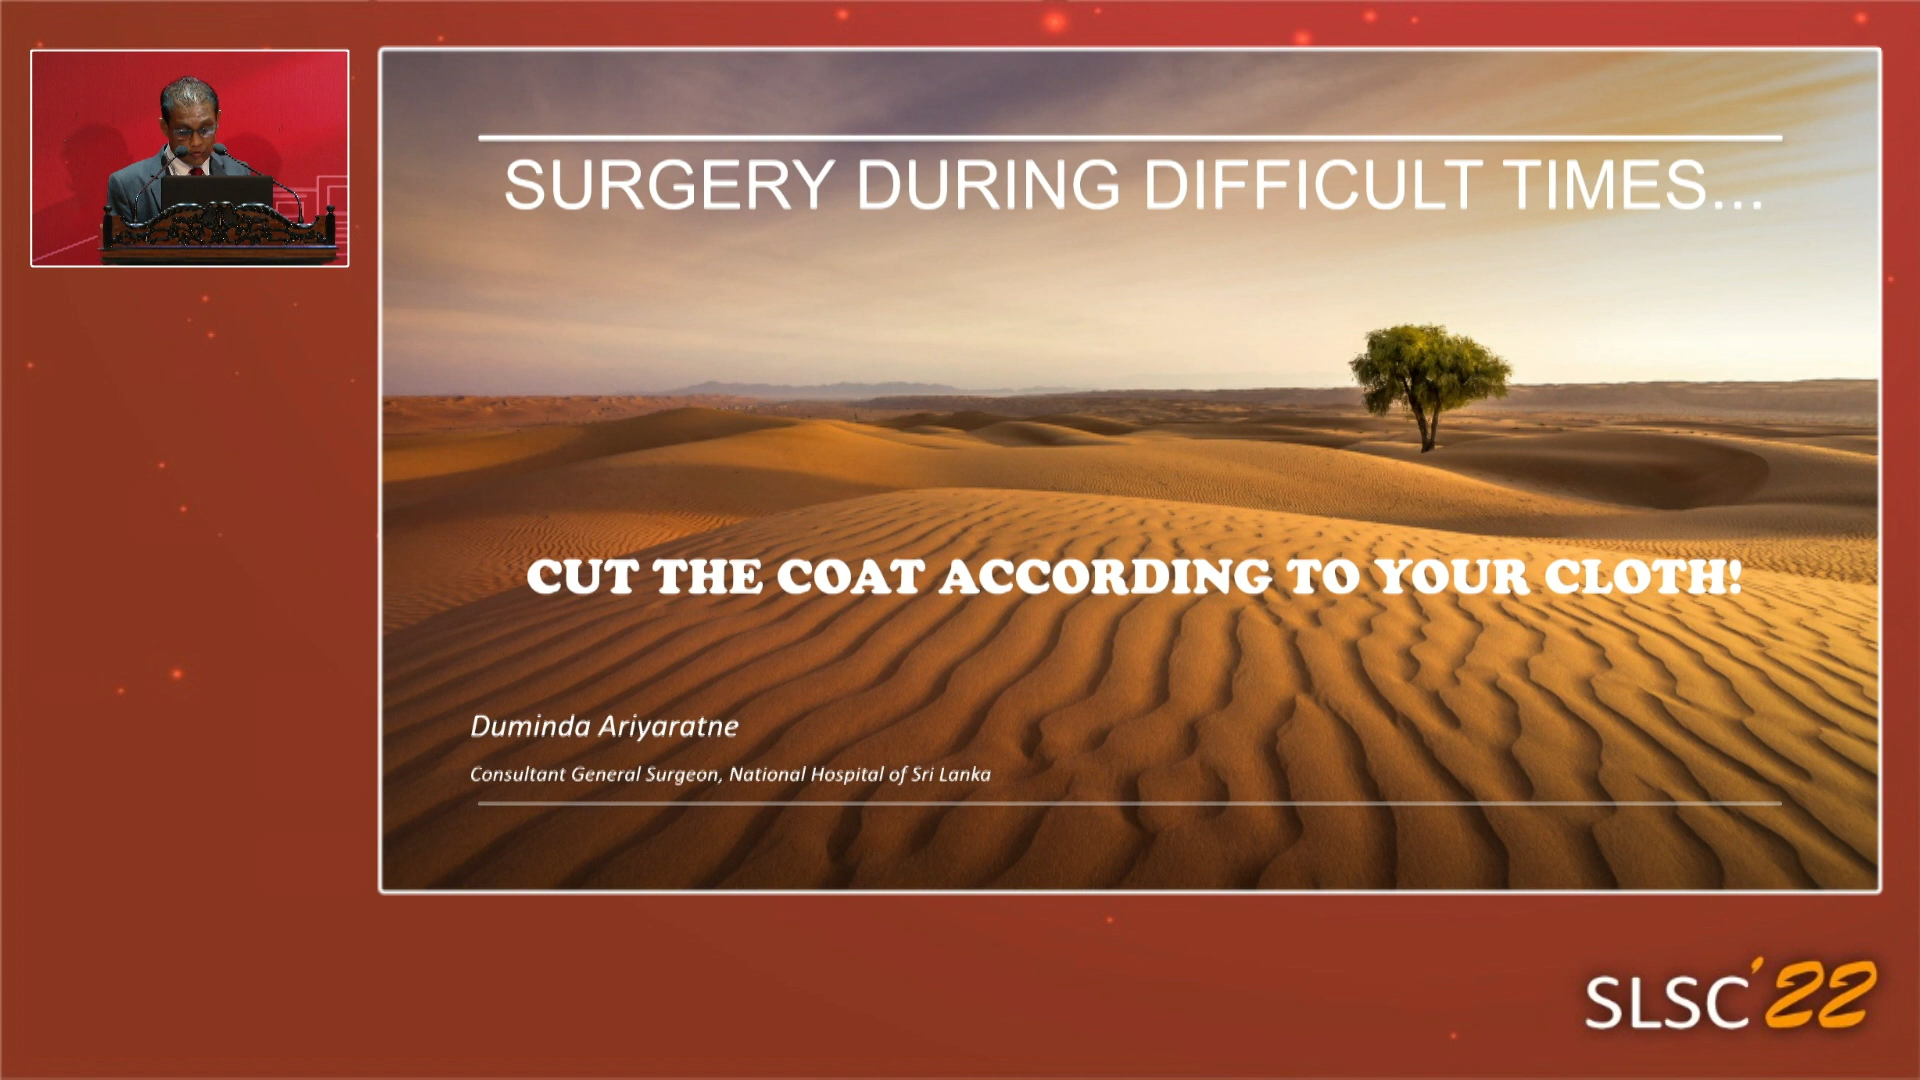 SURGERY DURING DIFFICULT TIMES...
CUT THE COAT ACCORDING TO YOUR CLOTH!
Duminda Ariyaratne
Consultant General Surgeon, National Hospital of Sri Lanka
SLSC'22